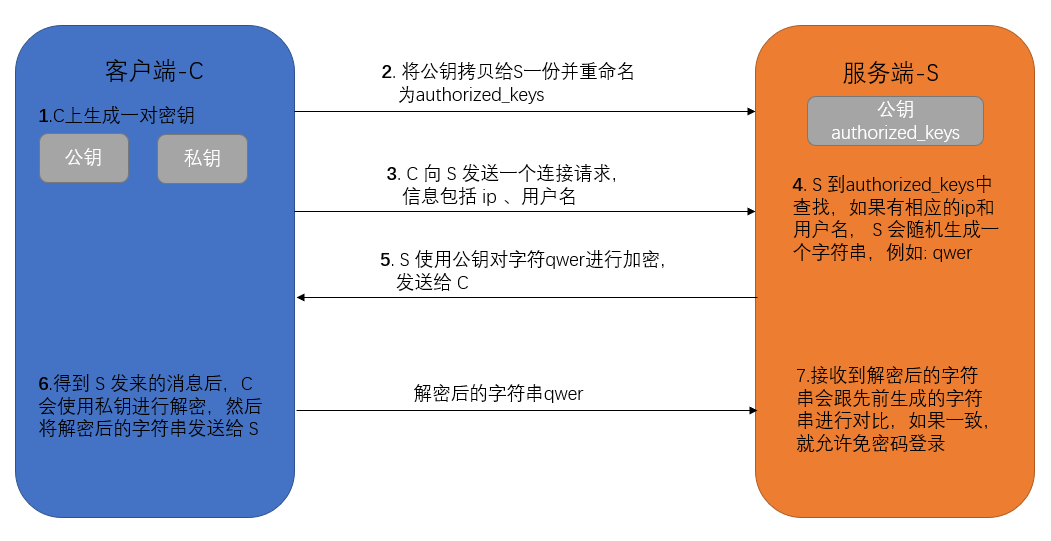 客户端-C
1.C上生成一对密钥
公钥
私钥
2. 将公钥拷贝给S一份并重命名
为authorized_keys
3. C 向 S 发送一个连接请求，
信息包括 ip 、用户名
5. S 使用公钥对字符qwer进行加密，
发送给 C
6.得到 S 发来的消息后，C
会使用私钥进行解密，然后
将解密后的字符串发送给 S
解密后的字符串qwer
服务端-S
公钥
authorized_keys
4. S 到authorized_keys中
查找，如果有相应的ip和
用户名， S 会随机生成一
个字符串，例如: qwer
7.接收到解密后的字符
串会跟先前生成的字符
串进行对比，如果一致，
就允许免密码登录